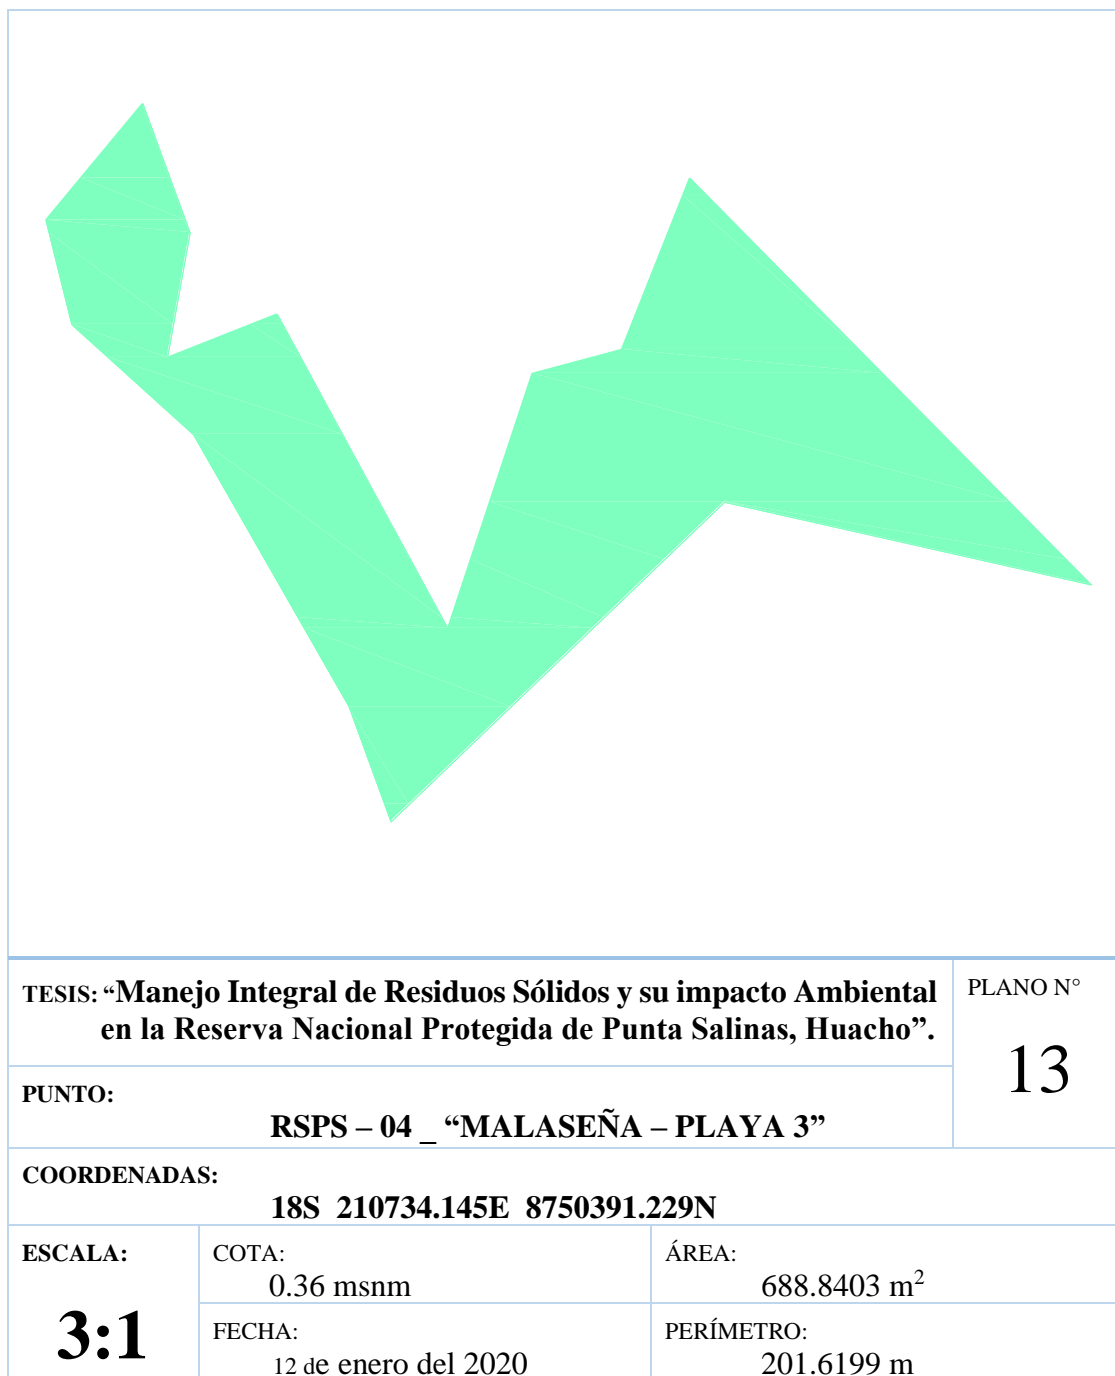 TESIS: “Manejo Integral de Residuos Sólidos y su impacto Ambiental
en la Reserva Nacional Protegida de Punta Salinas, Huacho”.
PLANO N°
13
PUNTO:
RSPS – 04 _ “MALASEÑA – PLAYA 3”
COORDENADAS:
18S 210734.145E 8750391.229N
ESCALA:
3:1
COTA:
0.36 msnm
ÁREA:
688.8403 m²
FECHA:
12 de enero del 2020
PERÍMETRO:
201.6199 m